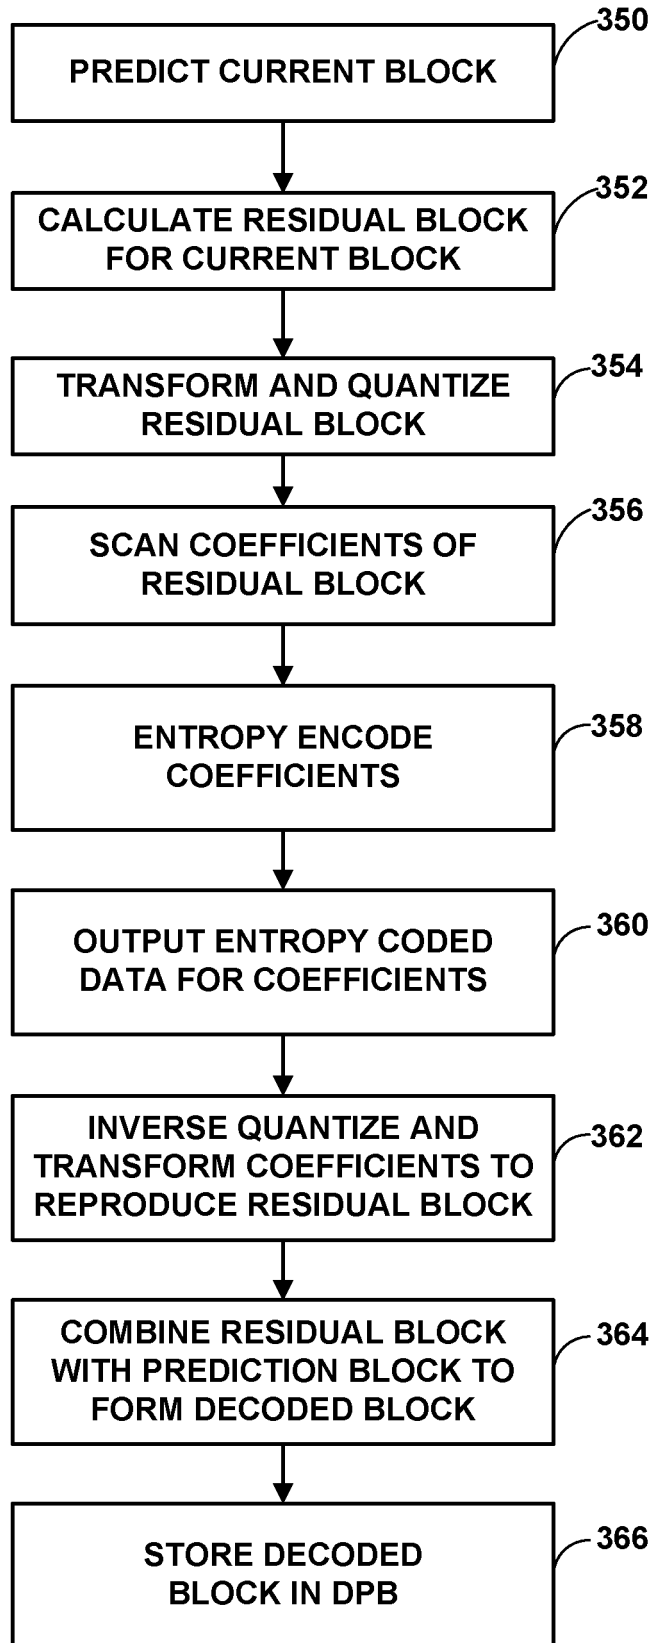 350
PREDICT CURRENT BLOCK
352
CALCULATE RESIDUAL BLOCK
FOR CURRENT BLOCK
354
TRANSFORM AND QUANTIZE
RESIDUAL BLOCK
356
SCAN COEFFICIENTS OF
RESIDUAL BLOCK
358
ENTROPY ENCODE
COEFFICIENTS
360
OUTPUT ENTROPY CODED
DATA FOR COEFFICIENTS
362
INVERSE QUANTIZE AND
TRANSFORM COEFFICIENTS TO
REPRODUCE RESIDUAL BLOCK
364
COMBINE RESIDUAL BLOCK
WITH PREDICTION BLOCK TO
FORM DECODED BLOCK
366
STORE DECODED
BLOCK IN DPB